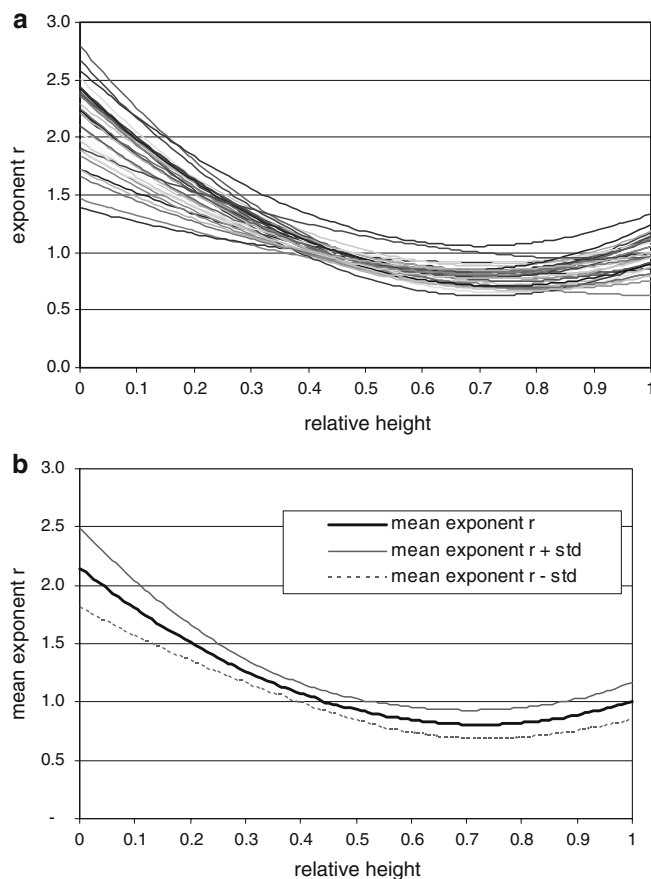 a
3.0
2.5
2.0
1.5
1.0
0.5
0.0
exponent r
0 0.1 0.2 0.3 0.4 0.5 0.6 0.7 0.8 0.9 1
relative height
b
3.0
2.5
2.0
1.5
1.0
0.5
-
mean exponent r
mean exponent r
mean exponent r + std
mean exponent r - std
0 0.1 0.2 0.3 0.4 0.5 0.6 0.7 0.8 0.9 1
relative height